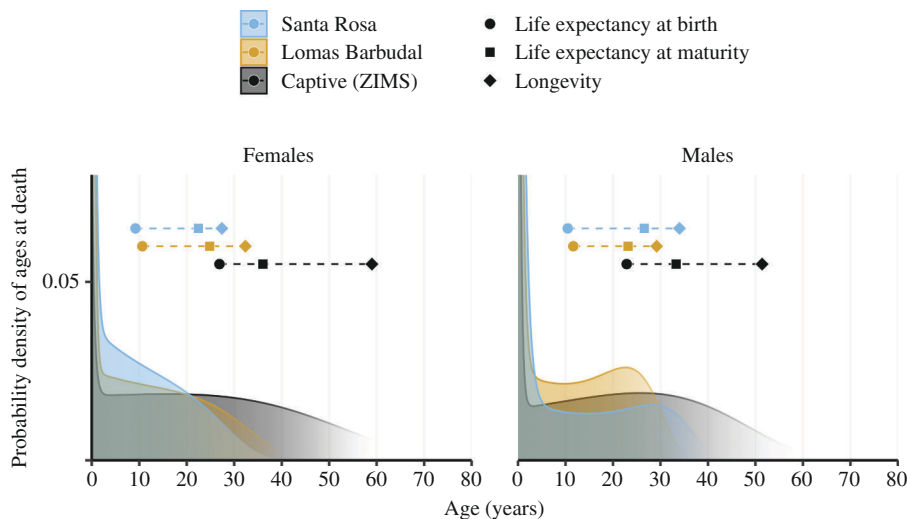 Santa Rosa
Lomas Barbudal
Captive (ZIMS)
Life expectancy at birth
Life expectancy at maturity
Longevity
Females
Males
Probability density of ages at death
0.05
0 10 20 30 40 50 60 70 80
0 10 20 30 40 50 60 70 80
Age (years)